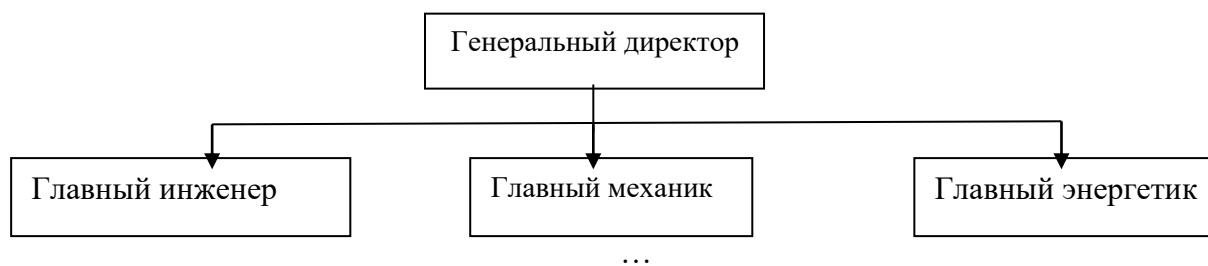 Генеральный директор
Главный инженер
Главный механик
Главный энергетик
…